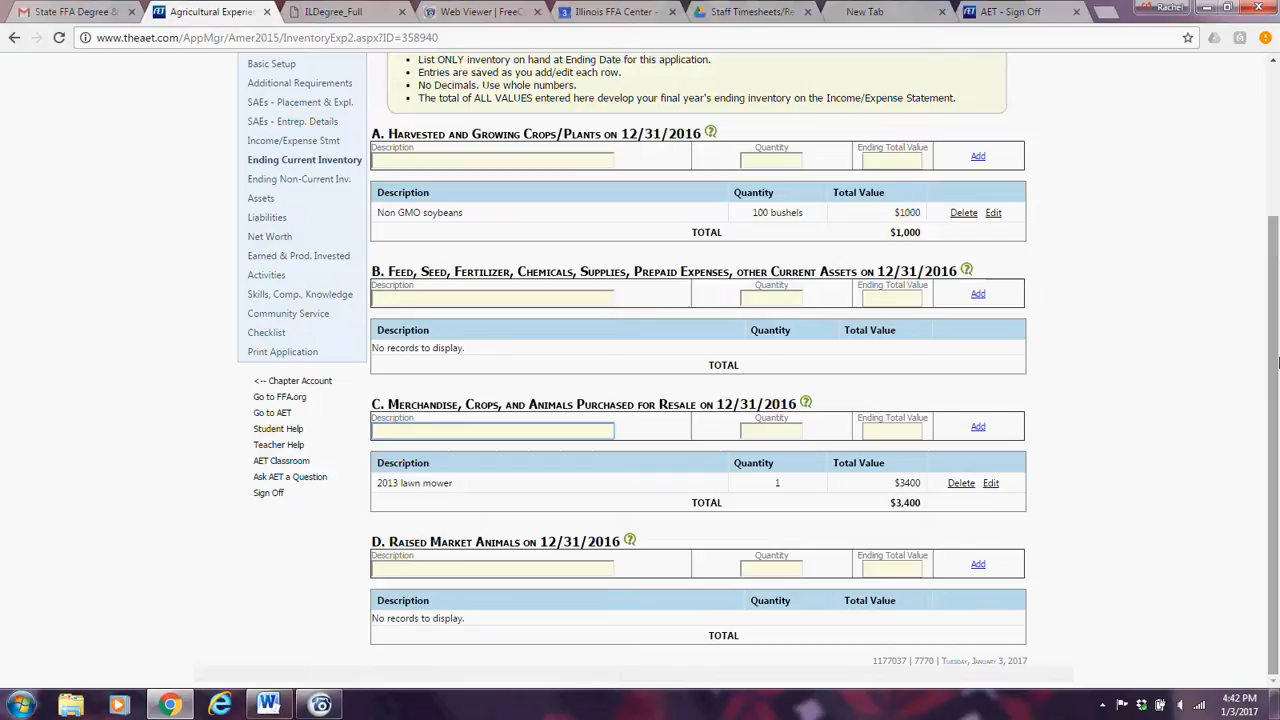 State FFA Degree
Agricultural Experie
ILDegree_Full
Web Viewer | FreeC
Illinois FFA Center -
Staff Timesheets/Re
New Tab
AET - Sign Off
Rachel
www.theaet.com/AppMgr/Amer2015/InventoryExp2.aspx?ID=358940
Basic Setup
Additional Requirements
SAEs - Placement & Expl.
SAEs - Entrep. Details
Income/Expense Stmt
Ending Current Inventory
Ending Non-Current Inv.
Assets
Liabilities
Net Worth
Earned & Prod. Invested
Activities
Skills, Comp., Knowledge
Community Service
Checklist
Print Application
<-- Chapter Account
Go to FFA.org
Go to AET
Student Help
Teacher Help
AET Classroom
Ask AET a Question
Sign Off
• List ONLY inventory on hand at Ending Date for this application.
• Entries are saved as you add/edit each row.
• No Decimals. Use whole numbers.
• The total of ALL VALUES entered here develop your final year's ending inventory on the Income/Expense Statement.
A. Harvested and Growing Crops/Plants on 12/31/2016
Description Quantity Ending Total Value Add
Description Quantity Total Value
Non GMO soybeans 100 bushels $1000 Delete Edit
TOTAL $1,000
B. Feed, Seed, Fertilizer, Chemicals, Supplies, Prepaid Expenses, other Current Assets on 12/31/2016
Description Quantity Ending Total Value Add
Description Quantity Total Value
No records to display.
TOTAL
C. Merchandise, Crops, and Animals Purchased for Resale on 12/31/2016
Description Quantity Ending Total Value Add
Description Quantity Total Value
2013 lawn mower 1 $3400 Delete Edit
TOTAL $3,400
D. Raised Market Animals on 12/31/2016
Description Quantity Ending Total Value Add
Description Quantity Total Value
No records to display.
TOTAL
1177037 | 7770 | Tuesday, January 3, 2017
4:42 PM
1/3/2017